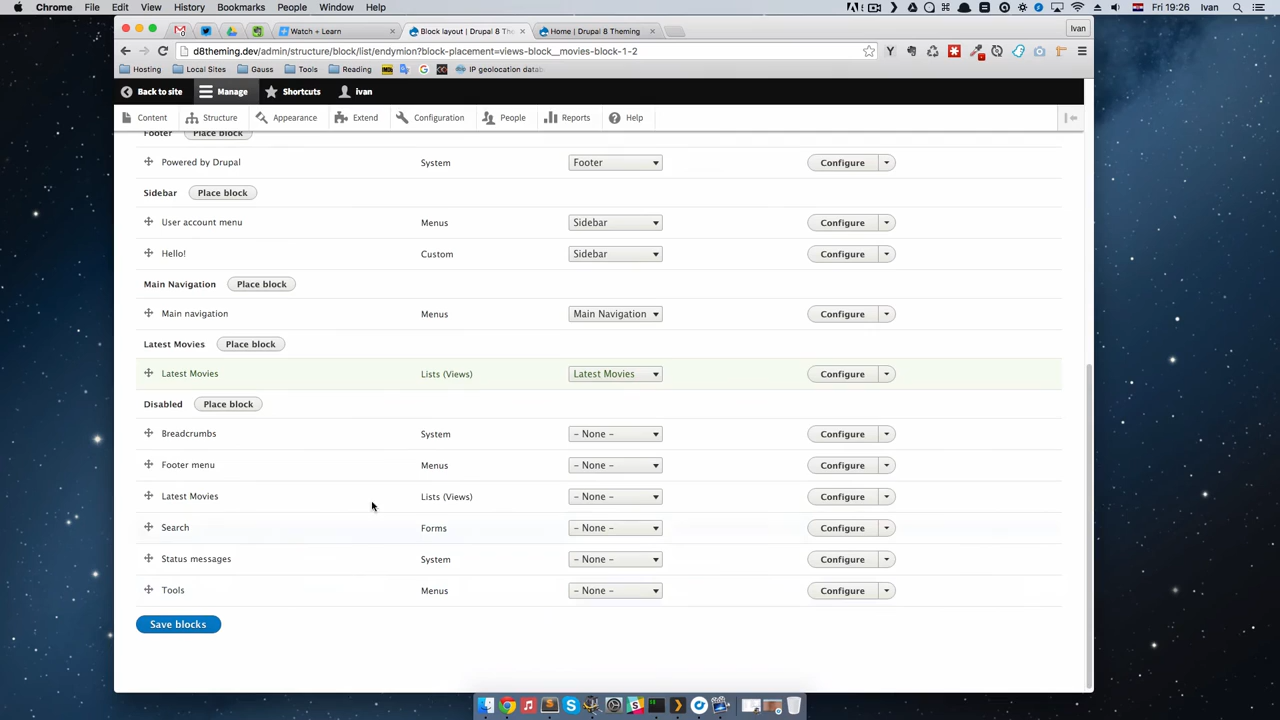 Chrome File Edit View History Bookmarks People Window Help Fri 19:26 Ivan
Watch + Learn Block layout | Drupal 8 The Home | Drupal 8 Theming Ivan
d8theming.dev/admin/structure/block/list/endymion?block-placement=views-block__movies-block-1-2
Hosting Local Sites Gauss Tools Reading IP geolocation datab
Back to site Manage Shortcuts ivan
Content Structure Appearance Extend Configuration People Reports Help
Footer Place block
Powered by Drupal System Footer Configure
Sidebar Place block
User account menu Menus Sidebar Configure
Hello! Custom Sidebar Configure
Main Navigation Place block
Main navigation Menus Main Navigation Configure
Latest Movies Place block
Latest Movies Lists (Views) Latest Movies Configure
Disabled Place block
Breadcrumbs System - None - Configure
Footer menu Menus - None - Configure
Latest Movies Lists (Views) - None - Configure
Search Forms - None - Configure
Status messages System - None - Configure
Tools Menus - None - Configure
Save blocks